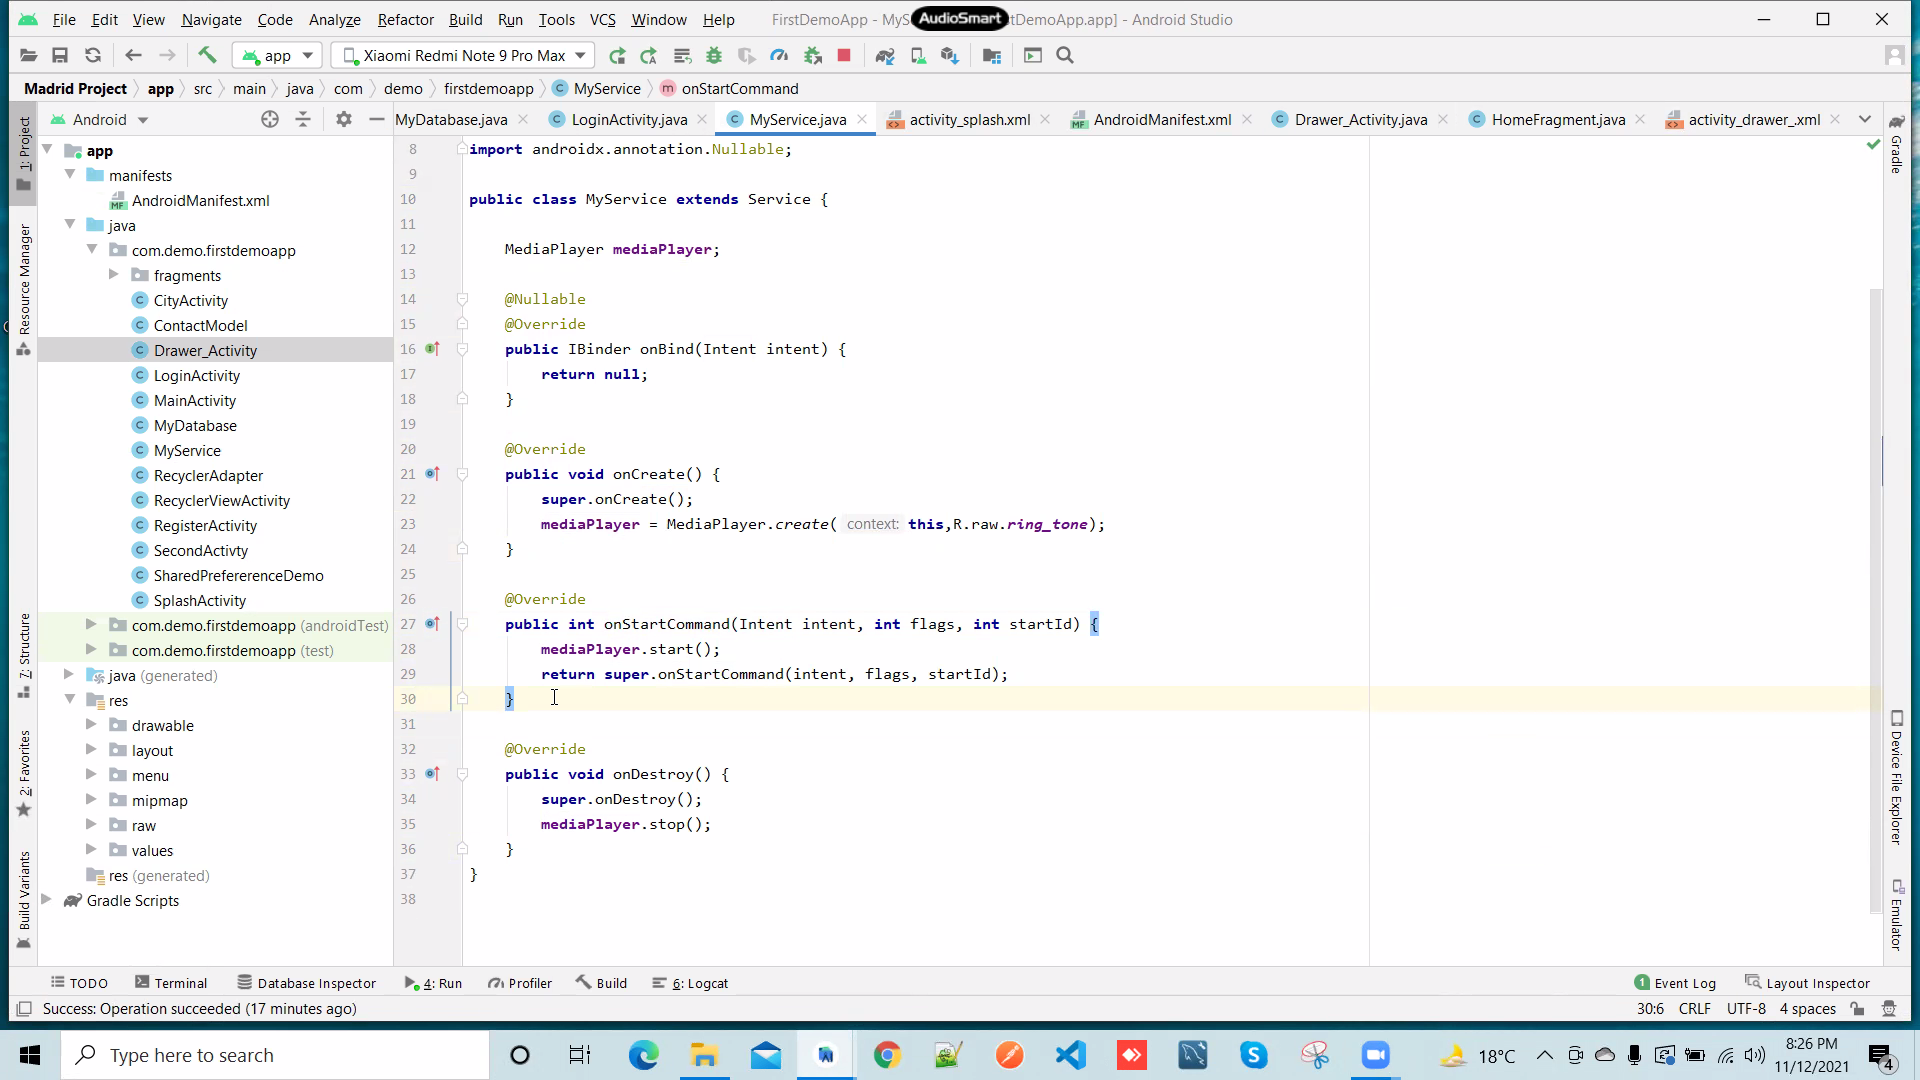 File Edit View Navigate Code Analyze Refactor Build Run Tools VCS Window Help FirstDemoApp - MyS AudioSmart tDemoApp.app] - Android Studio
app Xiaomi Redmi Note 9 Pro Max
Madrid Project app src main java com demo firstdemoapp MyService onStartCommand
Android MyDatabase.java LoginActivity.java MyService.java activity_splash.xml AndroidManifest.xml Drawer_Activity.java HomeFragment.java activity_drawer_.xml
1: Project
Resource Manager
7: Structure
2: Favorites
Build Variants
app
manifests
AndroidManifest.xml
java
com.demo.firstdemoapp
fragments
CityActivity
ContactModel
Drawer_Activity
LoginActivity
MainActivity
MyDatabase
MyService
RecyclerAdapter
RecyclerViewActivity
RegisterActivity
SecondActivty
SharedPrefererenceDemo
SplashActivity
com.demo.firstdemoapp (androidTest)
com.demo.firstdemoapp (test)
java (generated)
res
drawable
layout
menu
mipmap
raw
values
res (generated)
Gradle Scripts
8 import androidx.annotation.Nullable;
9
10 public class MyService extends Service {
11
12 MediaPlayer mediaPlayer;
13
14 @Nullable
15 @Override
16 public IBinder onBind(Intent intent) {
17 return null;
18 }
19
20 @Override
21 public void onCreate() {
22 super.onCreate();
23 mediaPlayer = MediaPlayer.create( context: this,R.raw.ring_tone);
24 }
25
26 @Override
27 public int onStartCommand(Intent intent, int flags, int startId) {
28 mediaPlayer.start();
29 return super.onStartCommand(intent, flags, startId);
30 }
31
32 @Override
33 public void onDestroy() {
34 super.onDestroy();
35 mediaPlayer.stop();
36 }
37 }
38
Gradle
Device File Explorer
Emulator
TODO Terminal Database Inspector 4: Run Profiler Build 6: Logcat 1 Event Log Layout Inspector
Success: Operation succeeded (17 minutes ago) 30:6 CRLF UTF-8 4 spaces
Type here to search 18°C 8:26 PM
11/12/2021 4